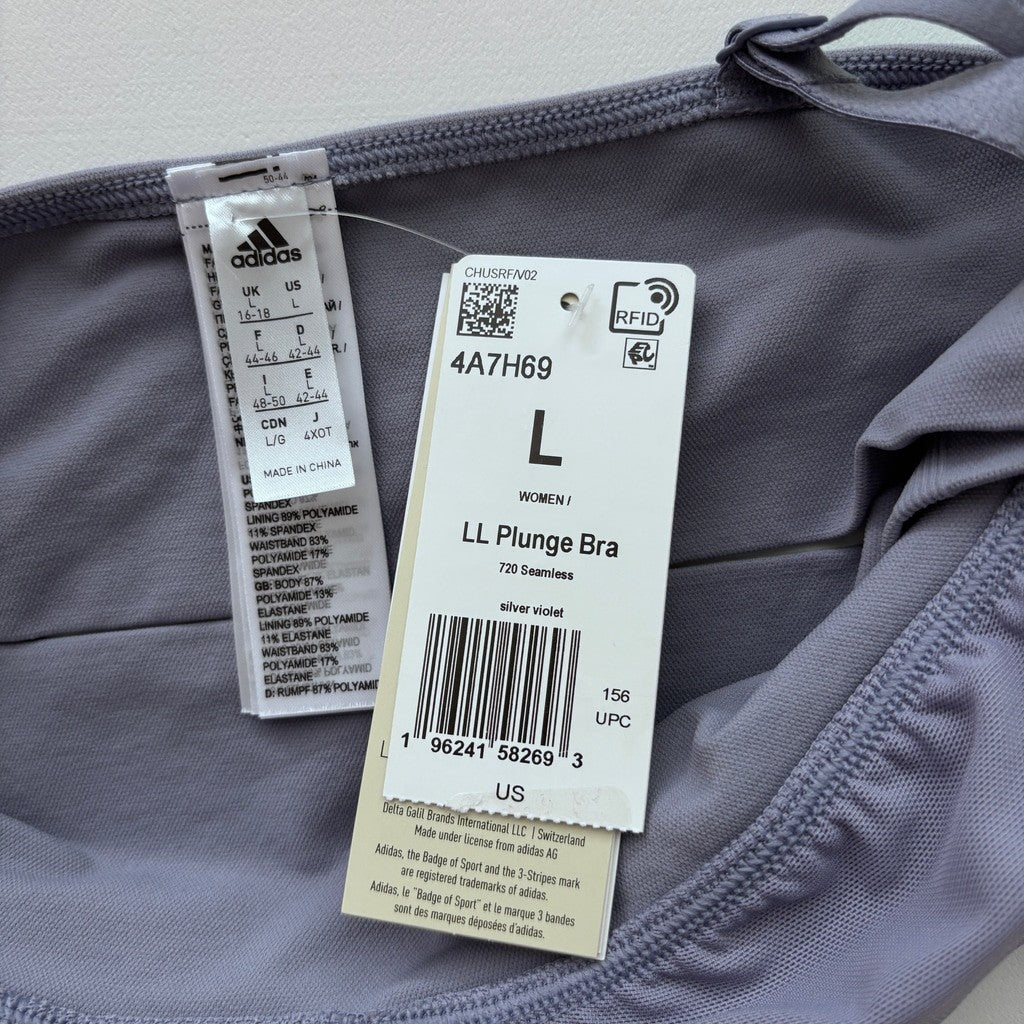 50-44
adidas
UK US
L L
16-18
F D
L L
44-46 42-44
I E
L L
48-50 42-44
CDN J
L/G 4XOT
MADE IN CHINA
SPANDEX
LINING 89% POLYAMIDE
11% SPANDEX
WAISTBAND 83%
POLYAMIDE 17%
SPANDEX
GB: BODY 87%
POLYAMIDE 13%
ELASTANE
LINING 89% POLYAMIDE
11% ELASTANE
WAISTBAND 83%
POLYAMIDE 17%
ELASTANE
D: RUMPF 87% POLYAMID
CHUSRF/V02
RFID
4A7H69
L
WOMEN /
LL Plunge Bra
720 Seamless
silver violet
156
UPC
1 96241 58269 3
US
Delta Galil Brands International LLC | Switzerland
Made under license from adidas AG
Adidas, the Badge of Sport and the 3-Stripes mark
are registered trademarks of adidas.
Adidas, le "Badge of Sport" et le marque 3 bandes
sont des marques déposées d'adidas.